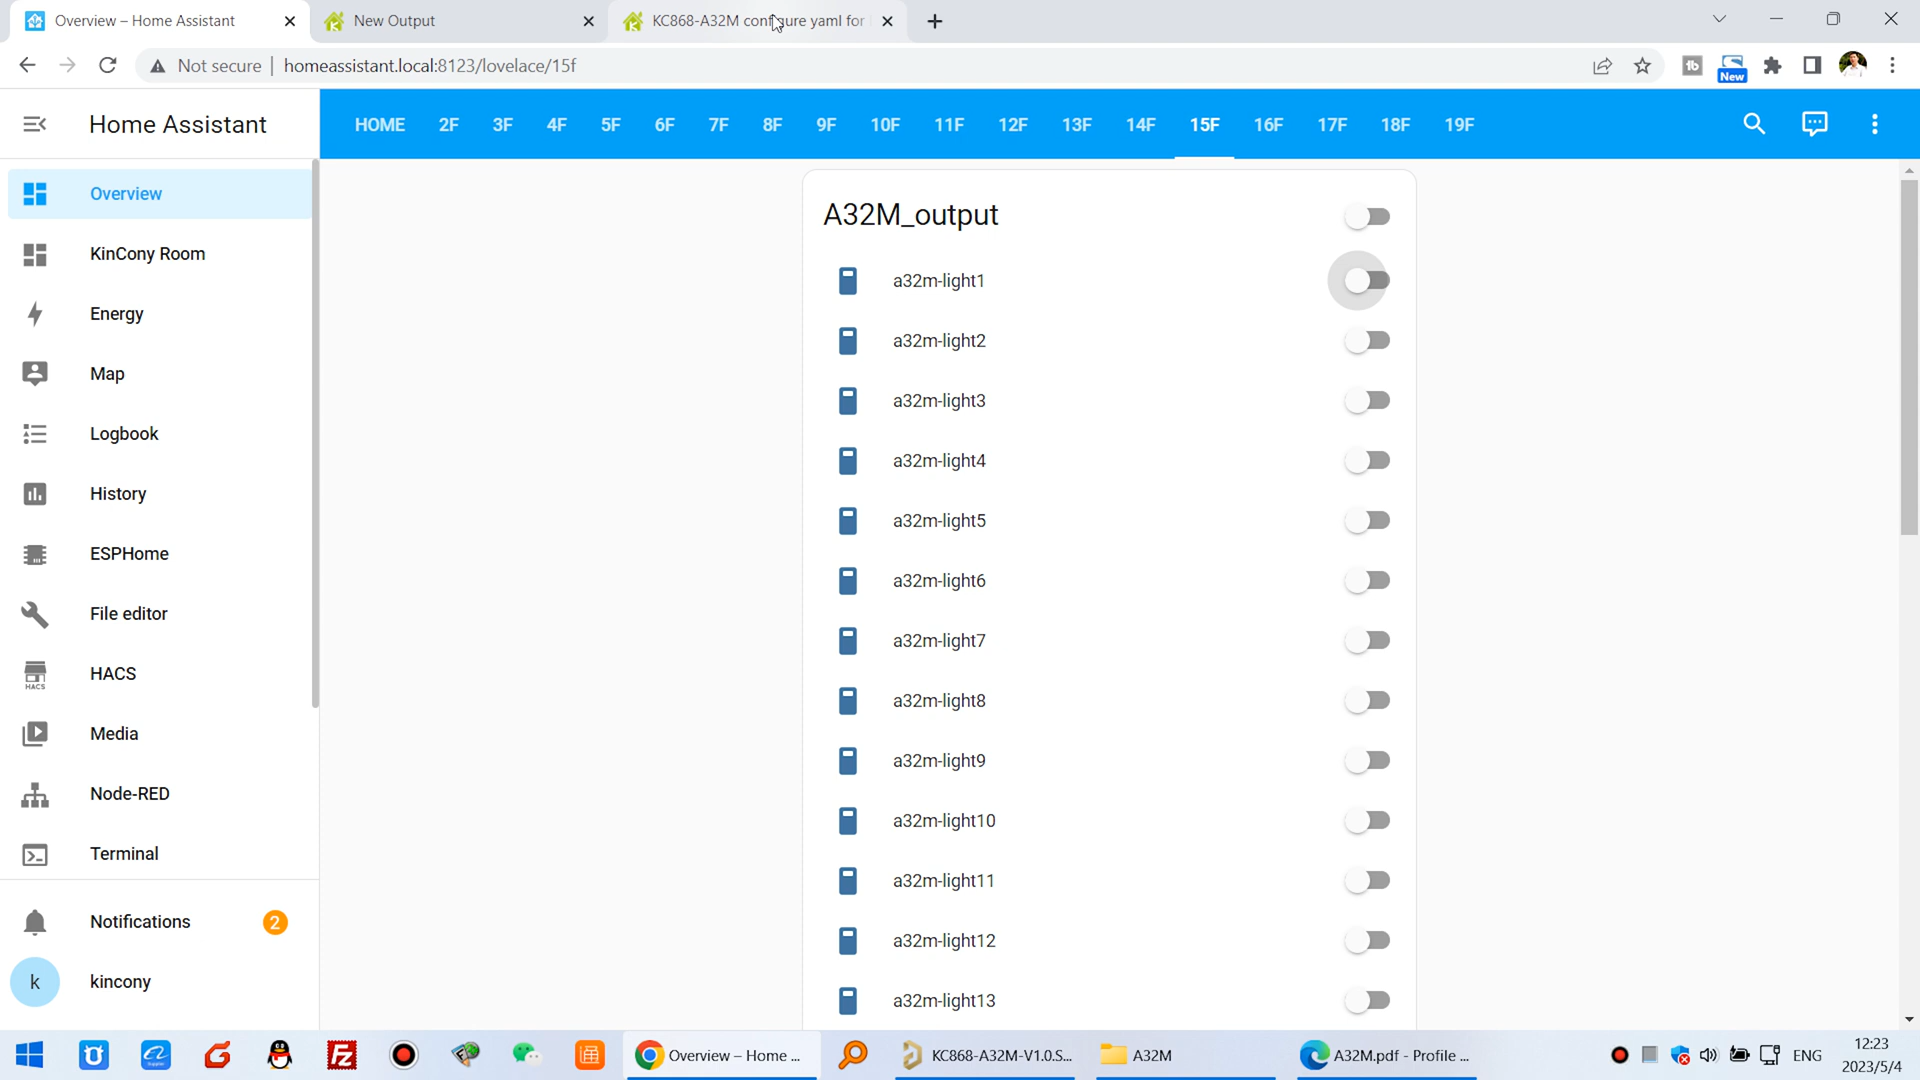 Overview – Home Assistant
New Output
KC868-A32M configure yaml for
Not secure
homeassistant.local:8123/lovelace/15f
New
Home Assistant
HOME 2F 3F 4F 5F 6F 7F 8F 9F 10F 11F 12F 13F 14F 15F 16F 17F 18F 19F
Overview
KinCony Room
Energy
Map
Logbook
History
ESPHome
File editor
HACS
HACS
Media
Node-RED
Terminal
Notifications
2
k
kincony
A32M_output
a32m-light1
a32m-light2
a32m-light3
a32m-light4
a32m-light5
a32m-light6
a32m-light7
a32m-light8
a32m-light9
a32m-light10
a32m-light11
a32m-light12
a32m-light13
Overview – Home ...
KC868-A32M-V1.0.S...
A32M
A32M.pdf - Profile ...
ENG
12:23
2023/5/4